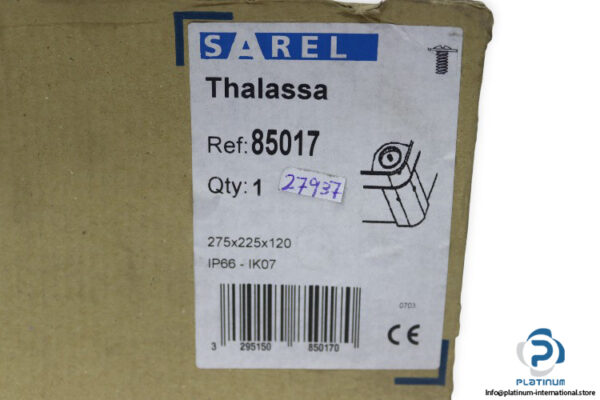 SAREL
Thalassa
Ref: 85017
Qty: 1
27937
275x225x120
IP66 - IK07
0703
3 295150 850170
CE
PLATINUM
Info@platinum-international.store